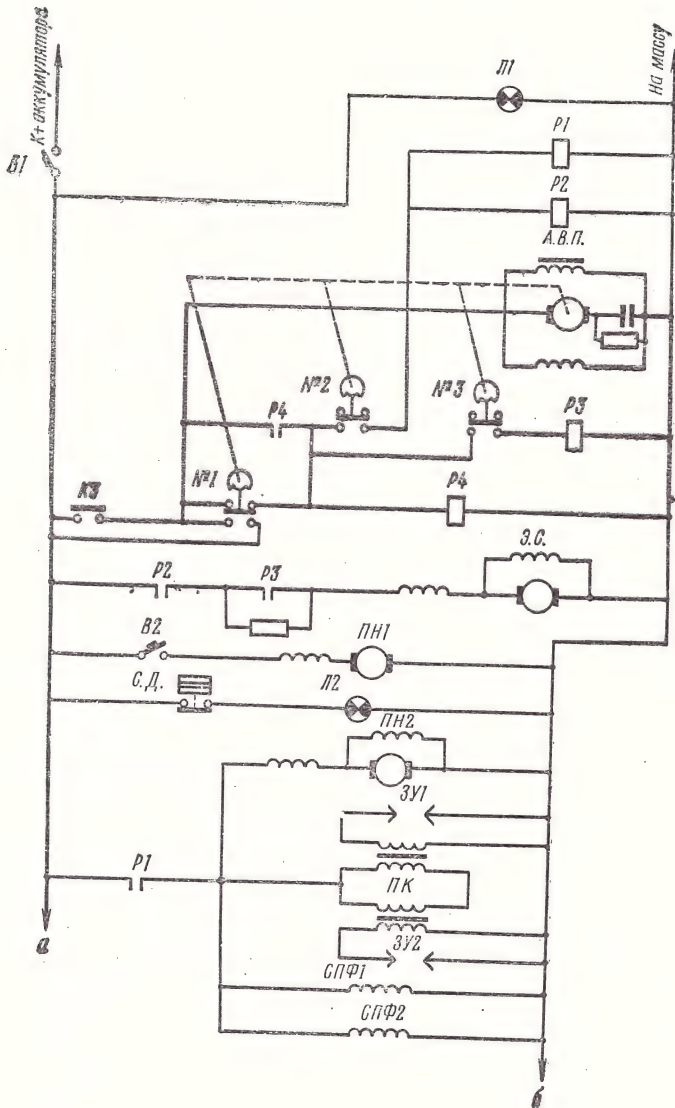 К+ аккумулятора
На массу
Л1
В1
Р1
Р2
А.В.П.
№2
№3
Р4
Р3
№1
КЗ
Р4
Э.С.
Р2
Р3
В2
ПН1
С.Д.
Л2
ПН2
ЗУ1
Р1
ПК
а
ЗУ2
СПФ1
СПФ2
б